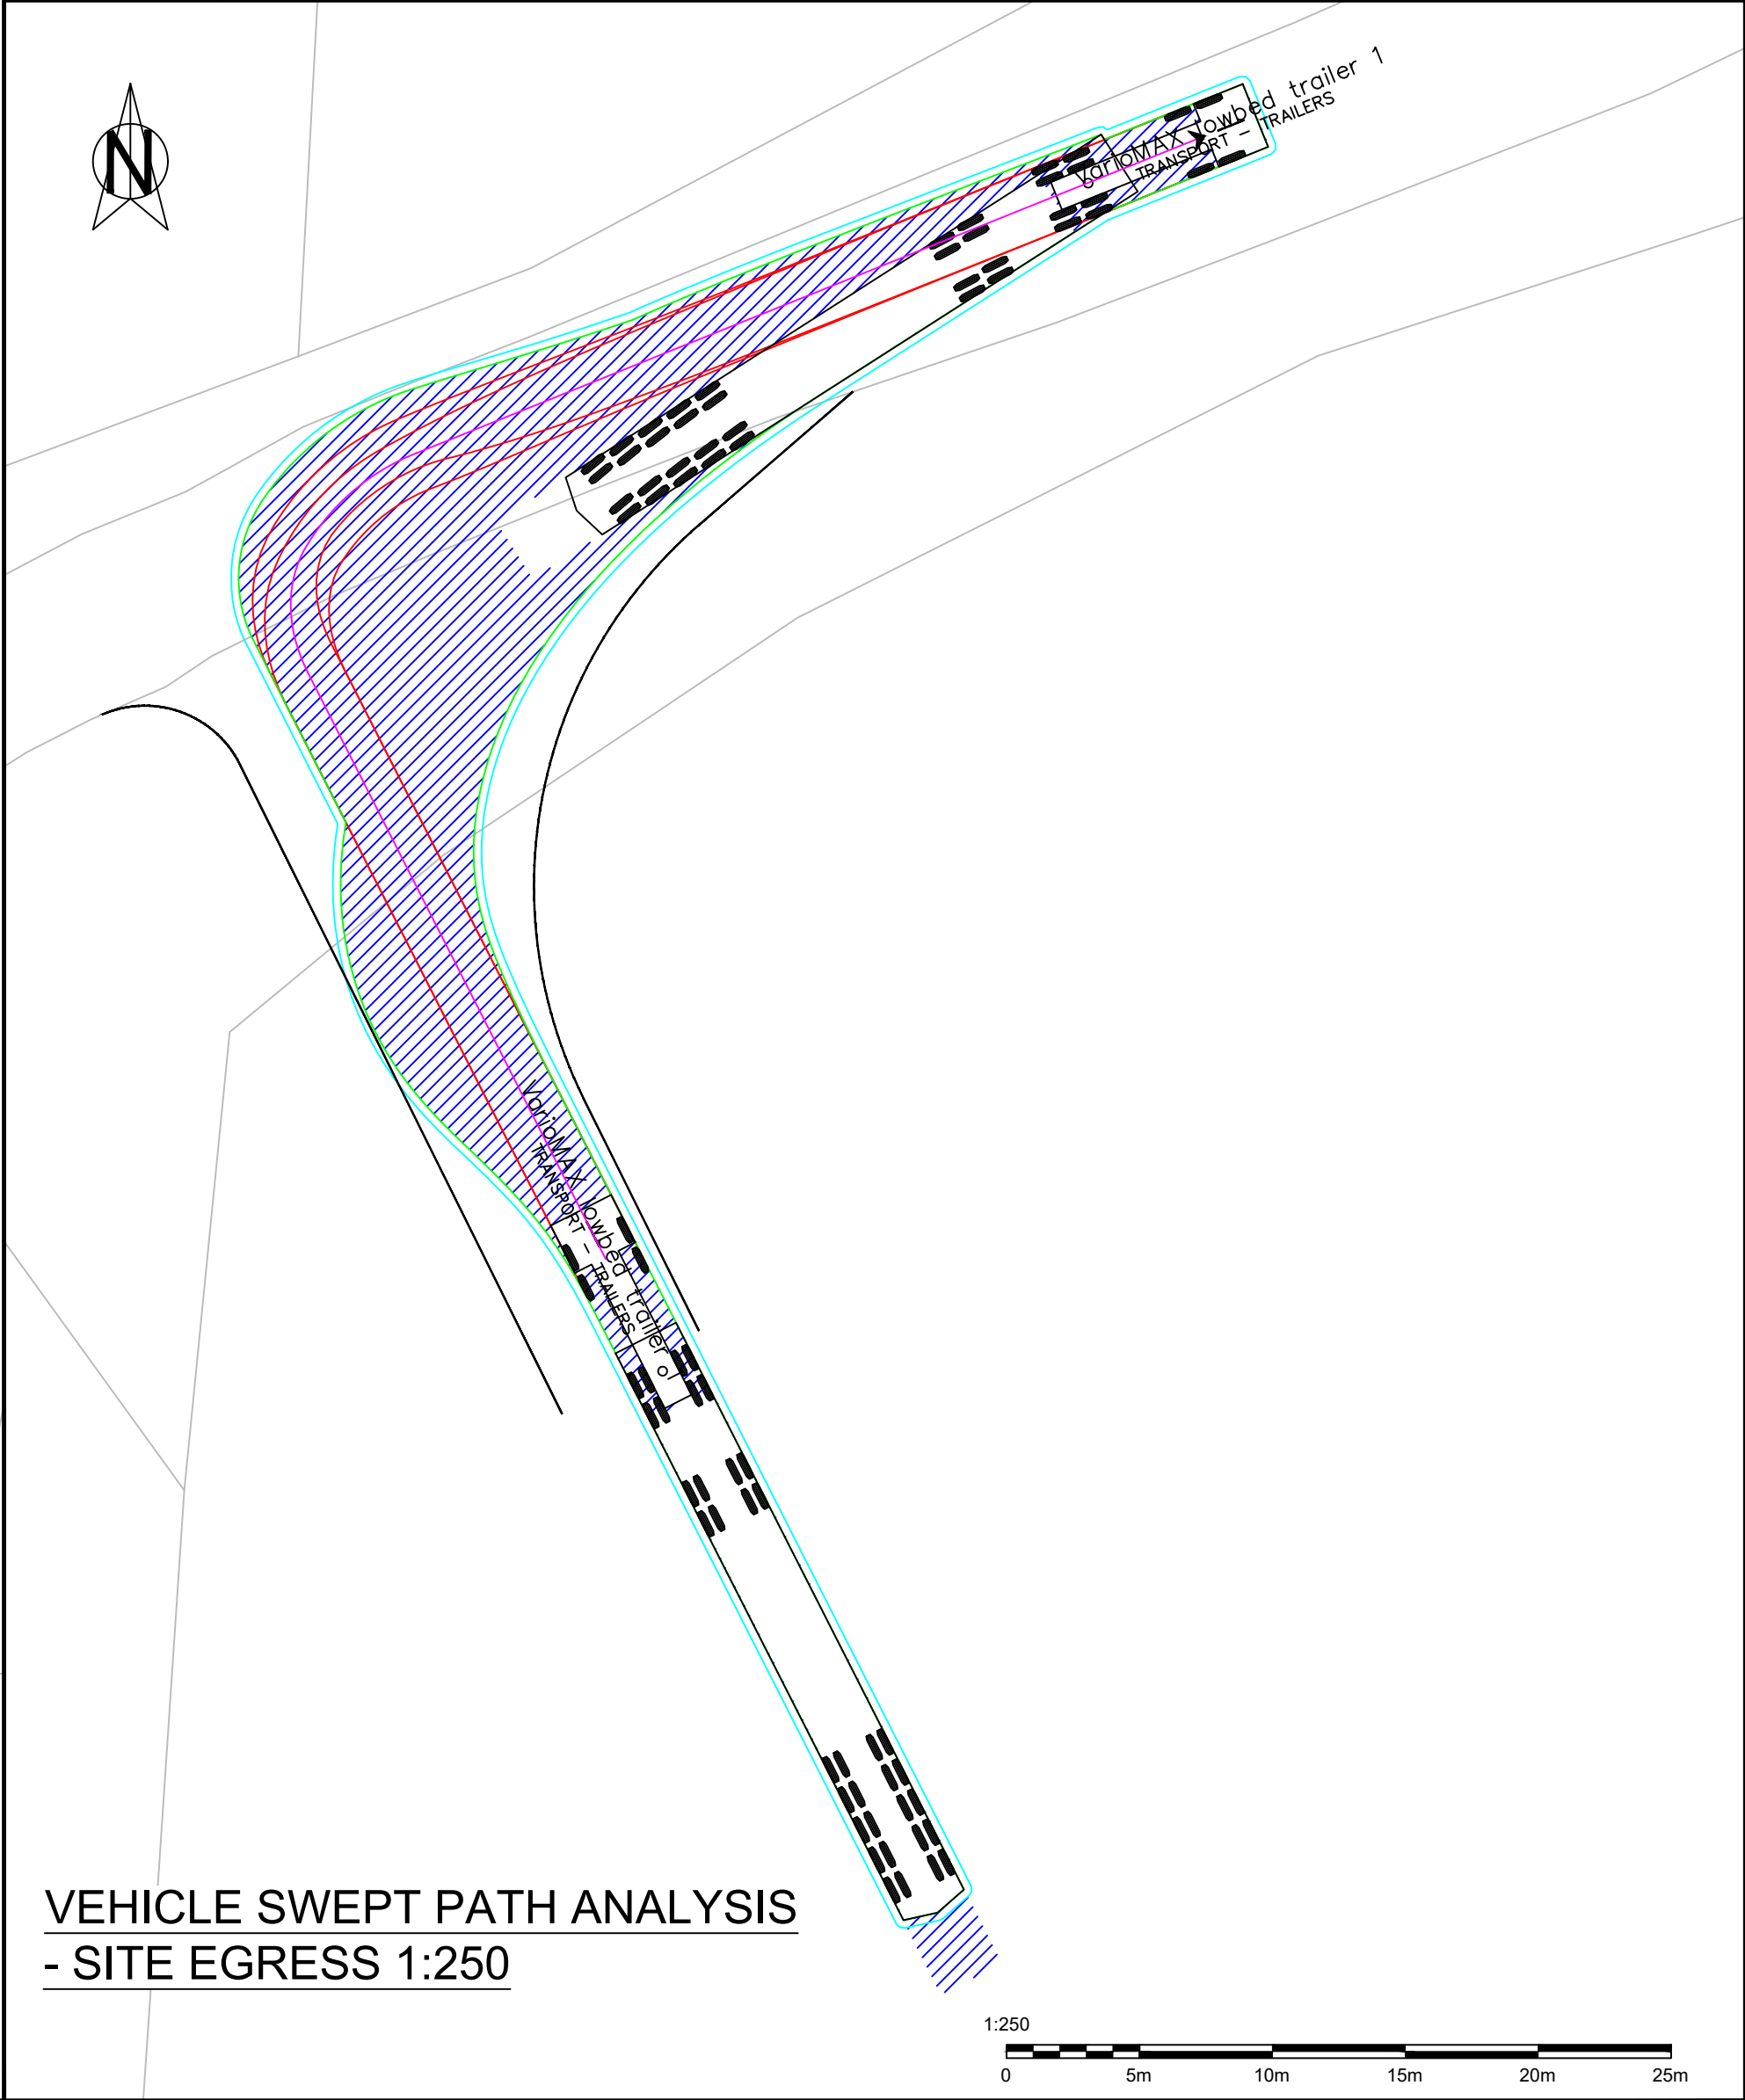 N
VarioMAX lowbed trailer 1
TRANSPORT - TRAILERS
VarioMAX lowbed trailer
TRANSPORT - TRAILERS
VEHICLE SWEPT PATH ANALYSIS
- SITE EGRESS 1:250
1:250
0 5m 10m 15m 20m 25m